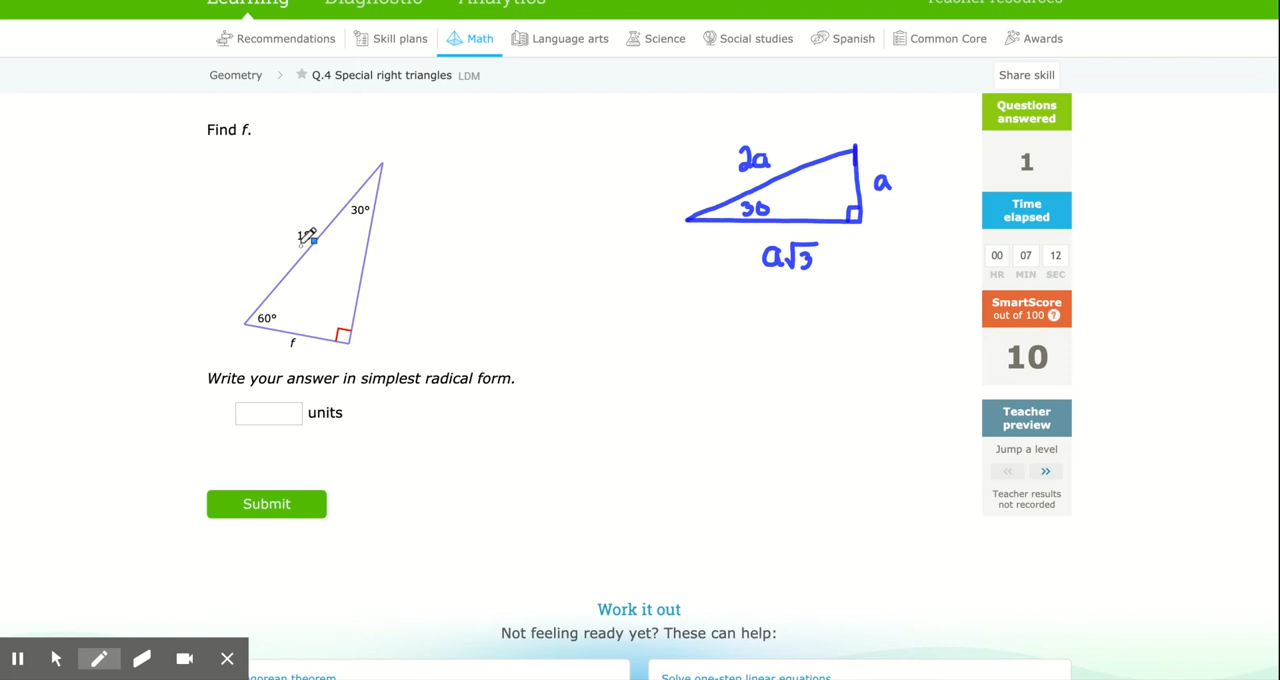 Learning Diagnostic Analytics Teacher resources
Recommendations Skill plans Math Language arts Science Social studies Spanish Common Core Awards
Geometry > Q.4 Special right triangles LDM Share skill
Questions
answered
1
Time
elapsed
00 07 12
HR MIN SEC
SmartScore
out of 100 ?
10
Teacher
preview
Jump a level
<< >>
Teacher results
not recorded
Find f.
30°
60°
f
2a
a
30
a√3
Write your answer in simplest radical form.
units
Submit
Work it out
Not feeling ready yet? These can help:
agorean theorem
Solve one-step linear equations